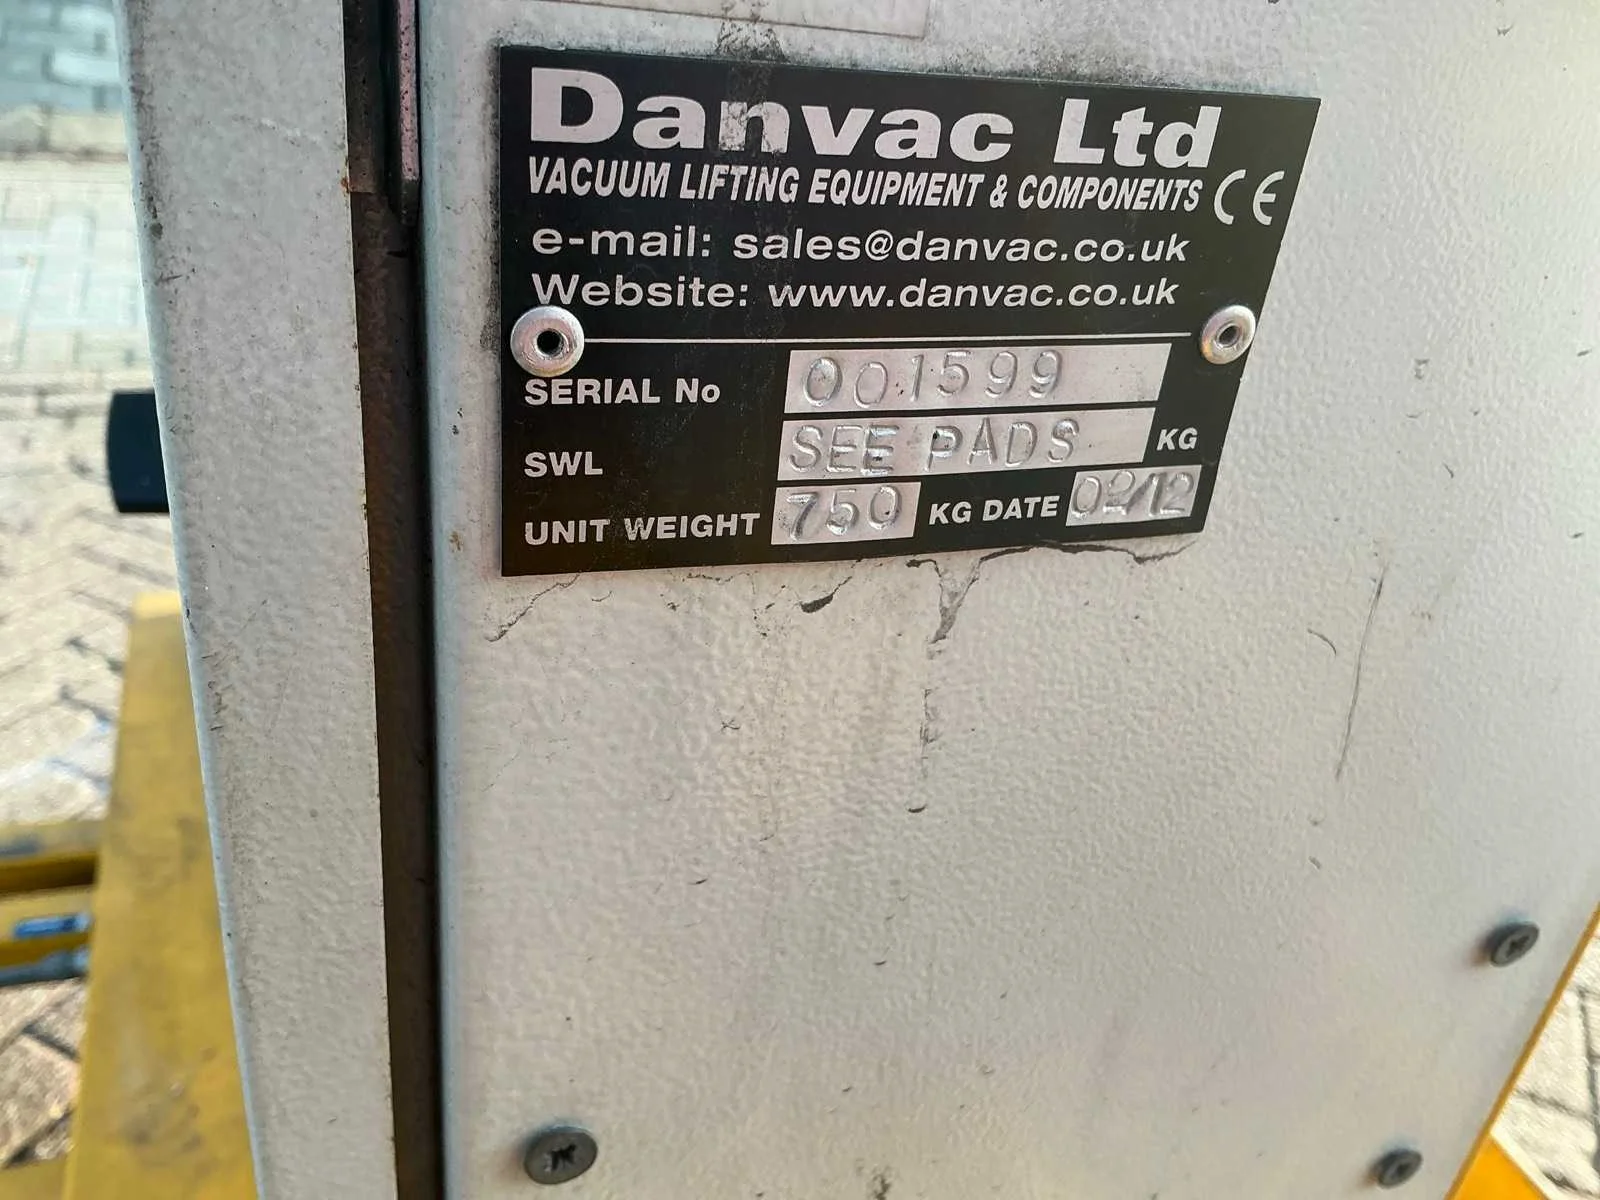 Danvac Ltd
VACUUM LIFTING EQUIPMENT & COMPONENTS CE
e-mail: sales@danvac.co.uk
Website: www.danvac.co.uk
SERIAL No 001599
SWL SEE PADS KG
UNIT WEIGHT 750 KG DATE 02/12